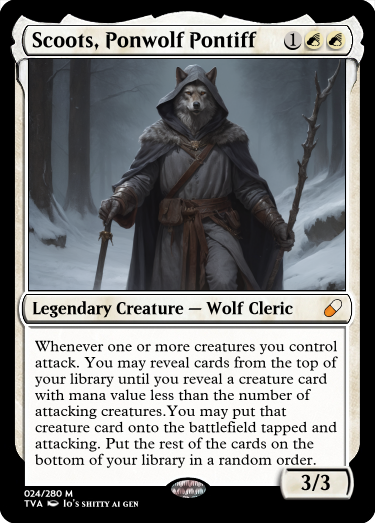 Scoots, Ponwolf Pontiff 1
Legendary Creature — Wolf Cleric
Whenever one or more creatures you control
attack. You may reveal cards from the top of
your library until you reveal a creature card
with mana value less than the number of
attacking creatures.You may put that
creature card onto the battlefield tapped and
attacking. Put the rest of the cards on the
bottom of your library in a random order.
3/3
024/280 M
TVA Io's shitty ai gen